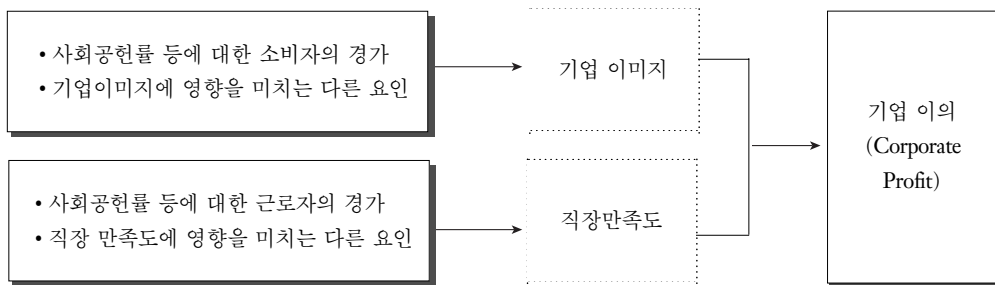 • 사회공헌률 등에 대한 소비자의 경가
• 기업이미지에 영향을 미치는 다른 요인
기업 이미지
• 사회공헌률 등에 대한 근로자의 경가
• 직장 만족도에 영향을 미치는 다른 요인
직장만족도
기업 이의
(Corporate
Profit)